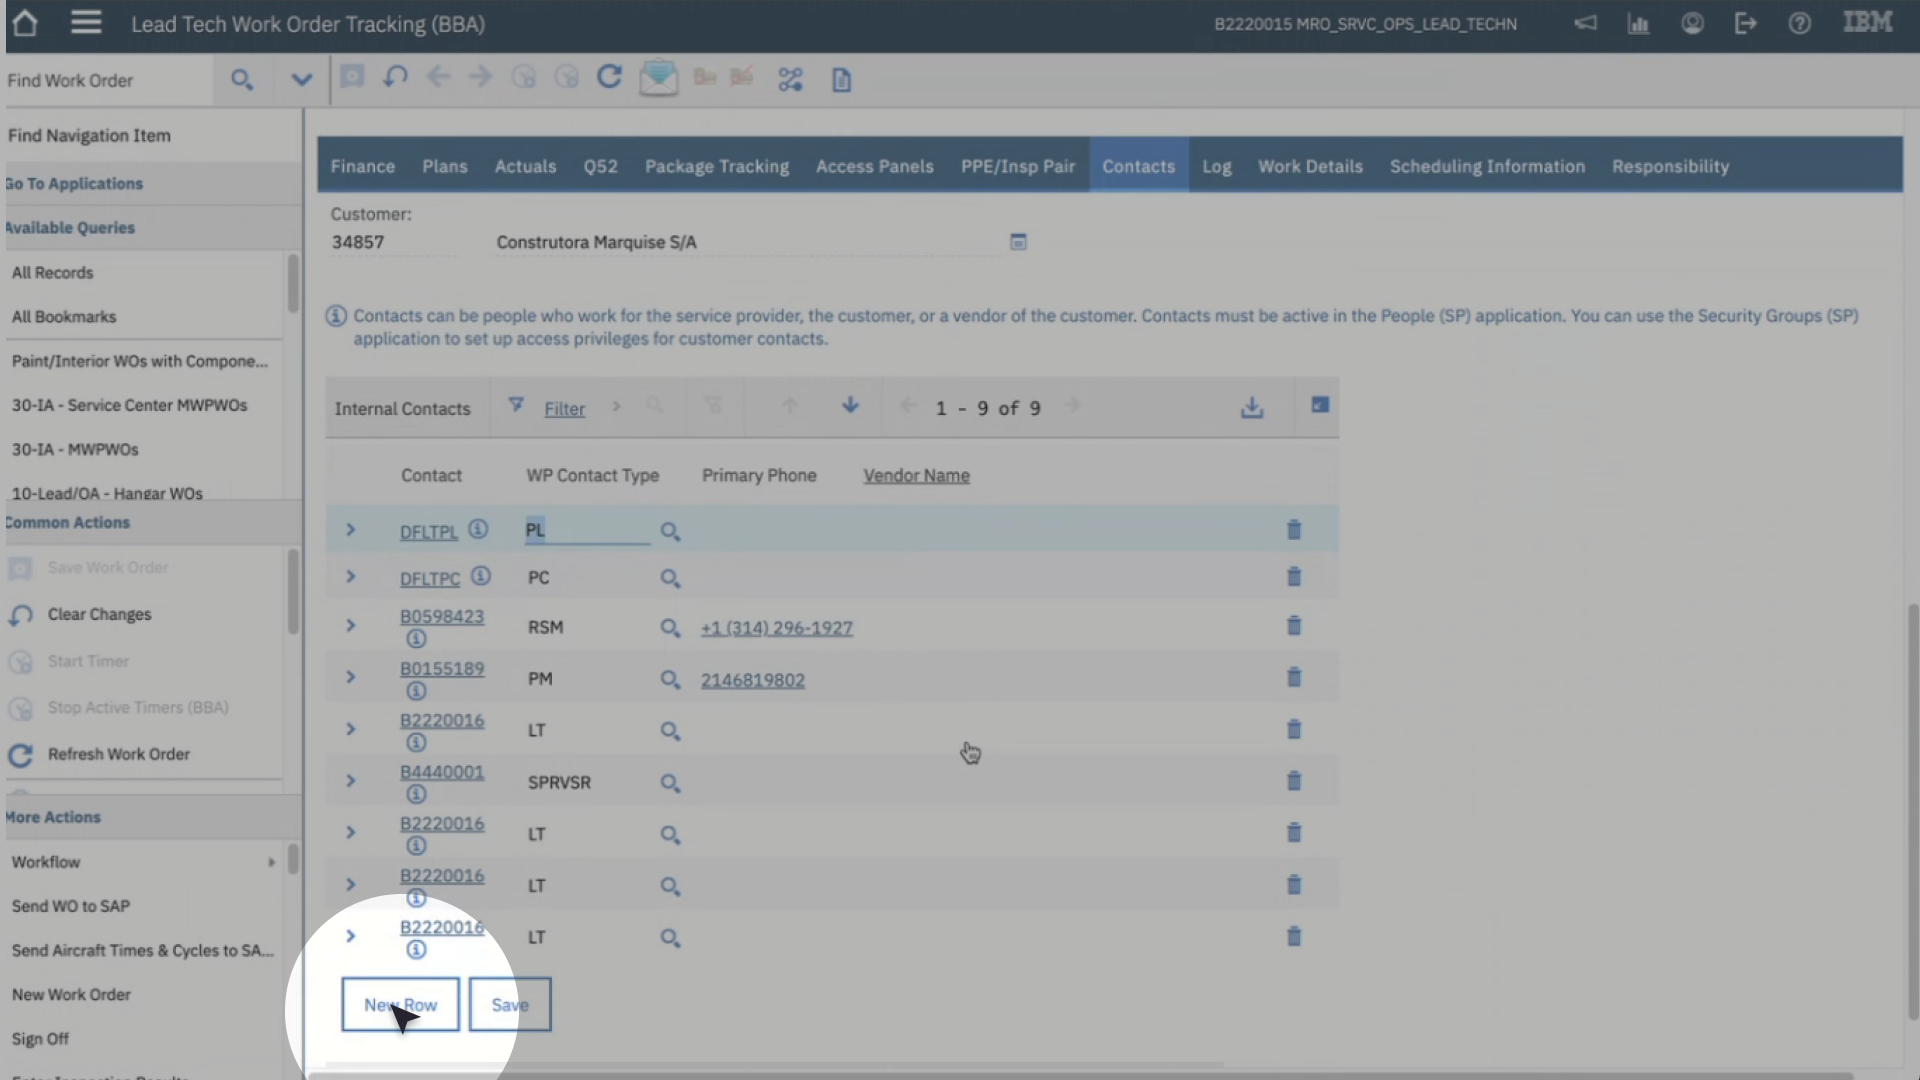 Lead Tech Work Order Tracking (BBA)
B2220015 MRO_SRVC_OPS_LEAD_TECHN
IBM
Find Work Order
Find Navigation Item
Go To Applications
Available Queries
All Records
All Bookmarks
Paint/Interior WOs with Compone...
30-IA - Service Center MWPWOs
30-IA - MWPWOs
10-Lead/OA - Hangar WOs
Common Actions
Save Work Order
Clear Changes
Start Timer
Stop Active Timers (BBA)
Refresh Work Order
More Actions
Workflow
Send WO to SAP
Send Aircraft Times & Cycles to SA...
New Work Order
Sign Off
Enter Inspection Results
Finance Plans Actuals Q52 Package Tracking Access Panels PPE/Insp Pair Contacts Log Work Details Scheduling Information Responsibility
Customer:
34857 Construtora Marquise S/A
Contacts can be people who work for the service provider, the customer, or a vendor of the customer. Contacts must be active in the People (SP) application. You can use the Security Groups (SP)
application to set up access privileges for customer contacts.
Internal Contacts Filter 1 - 9 of 9
Contact WP Contact Type Primary Phone Vendor Name
DFLTPL PL
DFLTPC PC
B0598423 RSM +1 (314) 296-1927
B0155189 PM 2146819802
B2220016 LT
B4440001 SPRVSR
B2220016 LT
B2220016 LT
B2220016 LT
New Row Save